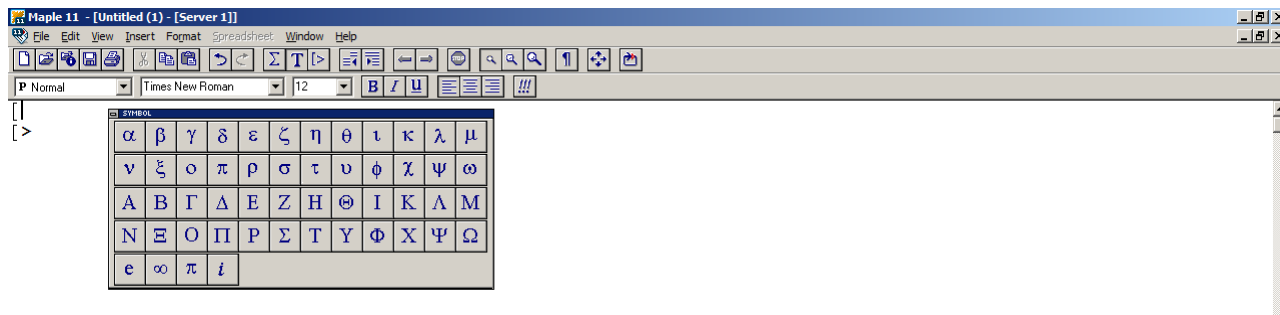 Maple 11 - [Untitled (1) - [Server 1]]
File Edit View Insert Format Spreadsheet Window Help
Σ T [>
P Normal Times New Roman 12 B I U !!!
[
[ > SYMBOL
α β γ δ ε ζ η θ ι κ λ μ
ν ξ ο π ρ σ τ υ φ χ ψ ω
Α Β Γ Δ Ε Ζ Η Θ Ι Κ Λ Μ
Ν Ξ Ο Π Ρ Σ Τ Υ Φ Χ Ψ Ω
e ∞ π i